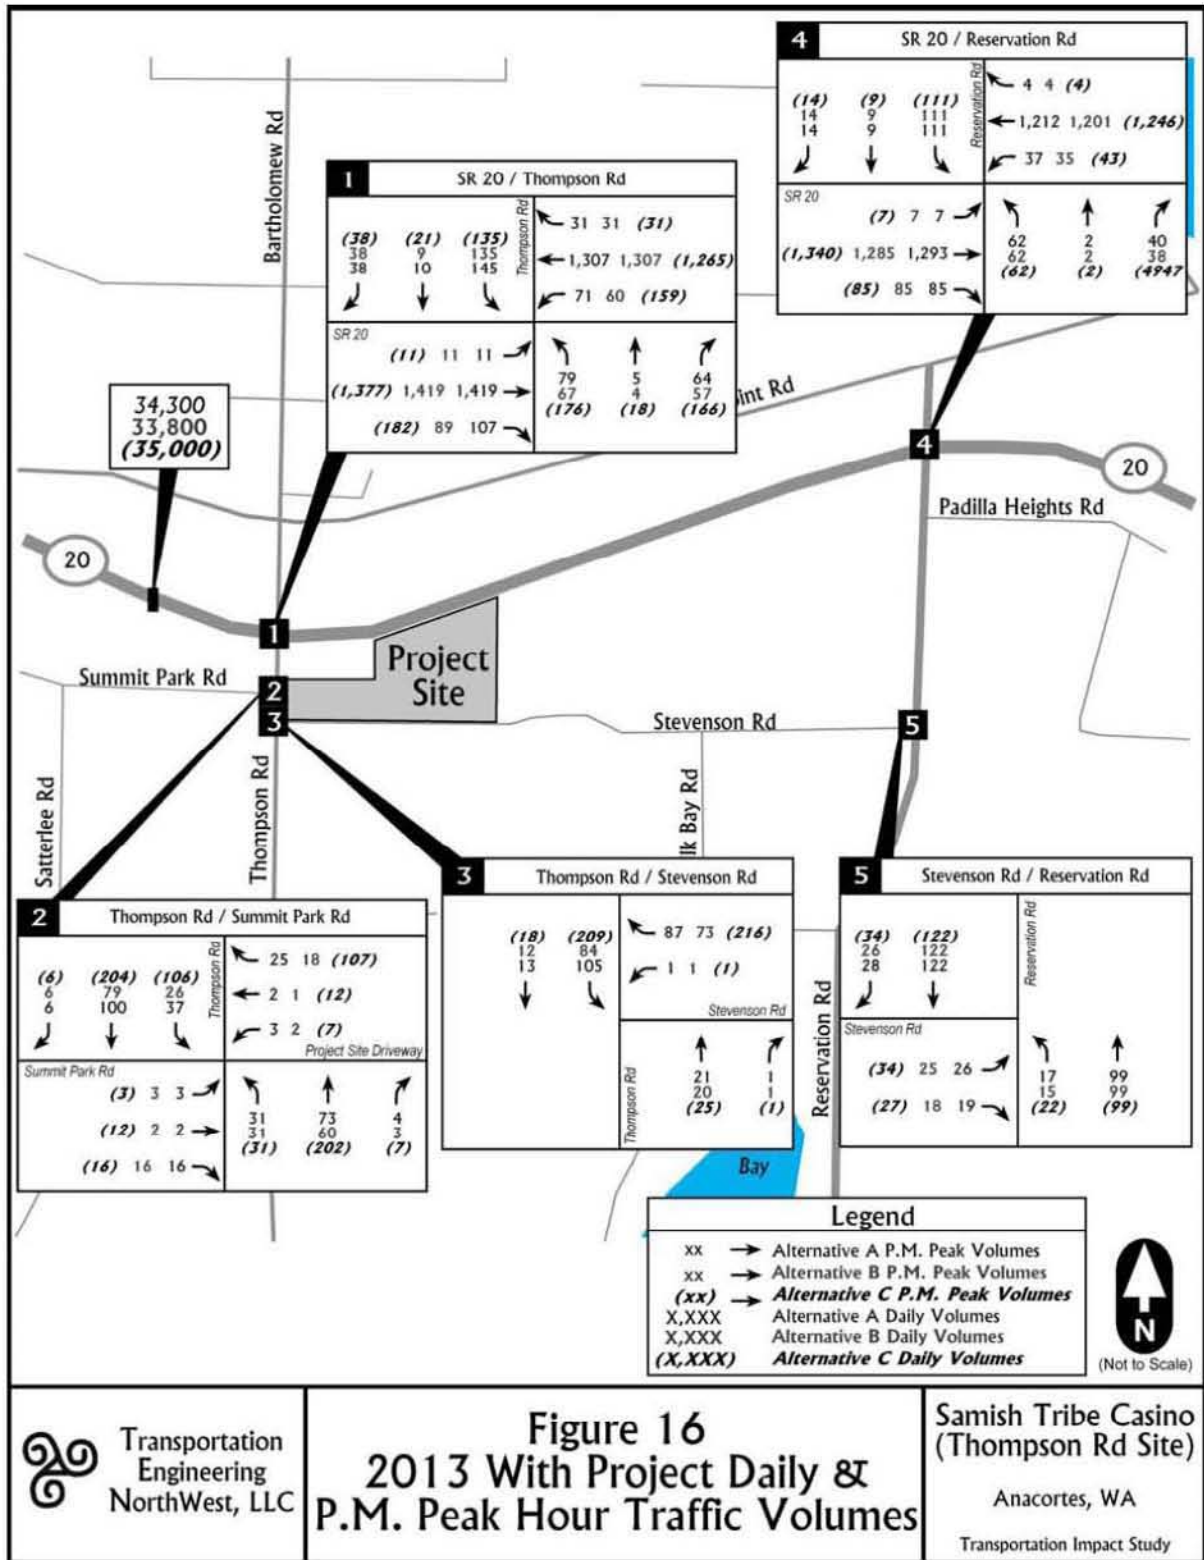 4 SR 20 / Reservation Rd
Reservation Rd
4 4 (4)
(14) (9) (111)
14 9 111
14 9 111
1,212 1,201 (1,246)
37 35 (43)
SR 20
(7) 7 7
(1,340) 1,285 1,293
(85) 85 85
62 2 40
62 2 38
(62) (2) (4947
Bartholomew Rd
1 SR 20 / Thompson Rd
Thompson Rd
31 31 (31)
(38) (21) (135)
38 9 135
38 10 145
1,307 1,307 (1,265)
71 60 (159)
SR 20
(11) 11 11
(1,377) 1,419 1,419
(182) 89 107
79 5 64
67 4 57
(176) (18) (166)
34,300
33,800
(35,000)
int Rd
4
20
Padilla Heights Rd
20
1
Project
Site
Summit Park Rd
2
3
Stevenson Rd
5
Satterlee Rd
Thompson Rd
lk Bay Rd
Reservation Rd
2 Thompson Rd / Summit Park Rd
Thompson Rd
25 18 (107)
(6) (204) (106)
6 79 26
6 100 37
2 1 (12)
3 2 (7)
Project Site Driveway
Summit Park Rd
(3) 3 3
(12) 2 2
(16) 16 16
31 73 4
31 60 3
(31) (202) (7)
3 Thompson Rd / Stevenson Rd
(18) (209)
12 84
13 105
87 73 (216)
1 1 (1)
Stevenson Rd
Thompson Rd
21 1
20 1
(25) (1)
5 Stevenson Rd / Reservation Rd
Reservation Rd
(34) (122)
26 122
28 122
Stevenson Rd
(34) 25 26
(27) 18 19
17 99
15 99
(22) (99)
Bay
Legend
xx Alternative A P.M. Peak Volumes
xx Alternative B P.M. Peak Volumes
(xx) Alternative C P.M. Peak Volumes
X,XXX Alternative A Daily Volumes
X,XXX Alternative B Daily Volumes
(X,XXX) Alternative C Daily Volumes
N
(Not to Scale)
Transportation
Engineering
NorthWest, LLC
Figure 16
2013 With Project Daily &
P.M. Peak Hour Traffic Volumes
Samish Tribe Casino
(Thompson Rd Site)
Anacortes, WA
Transportation Impact Study